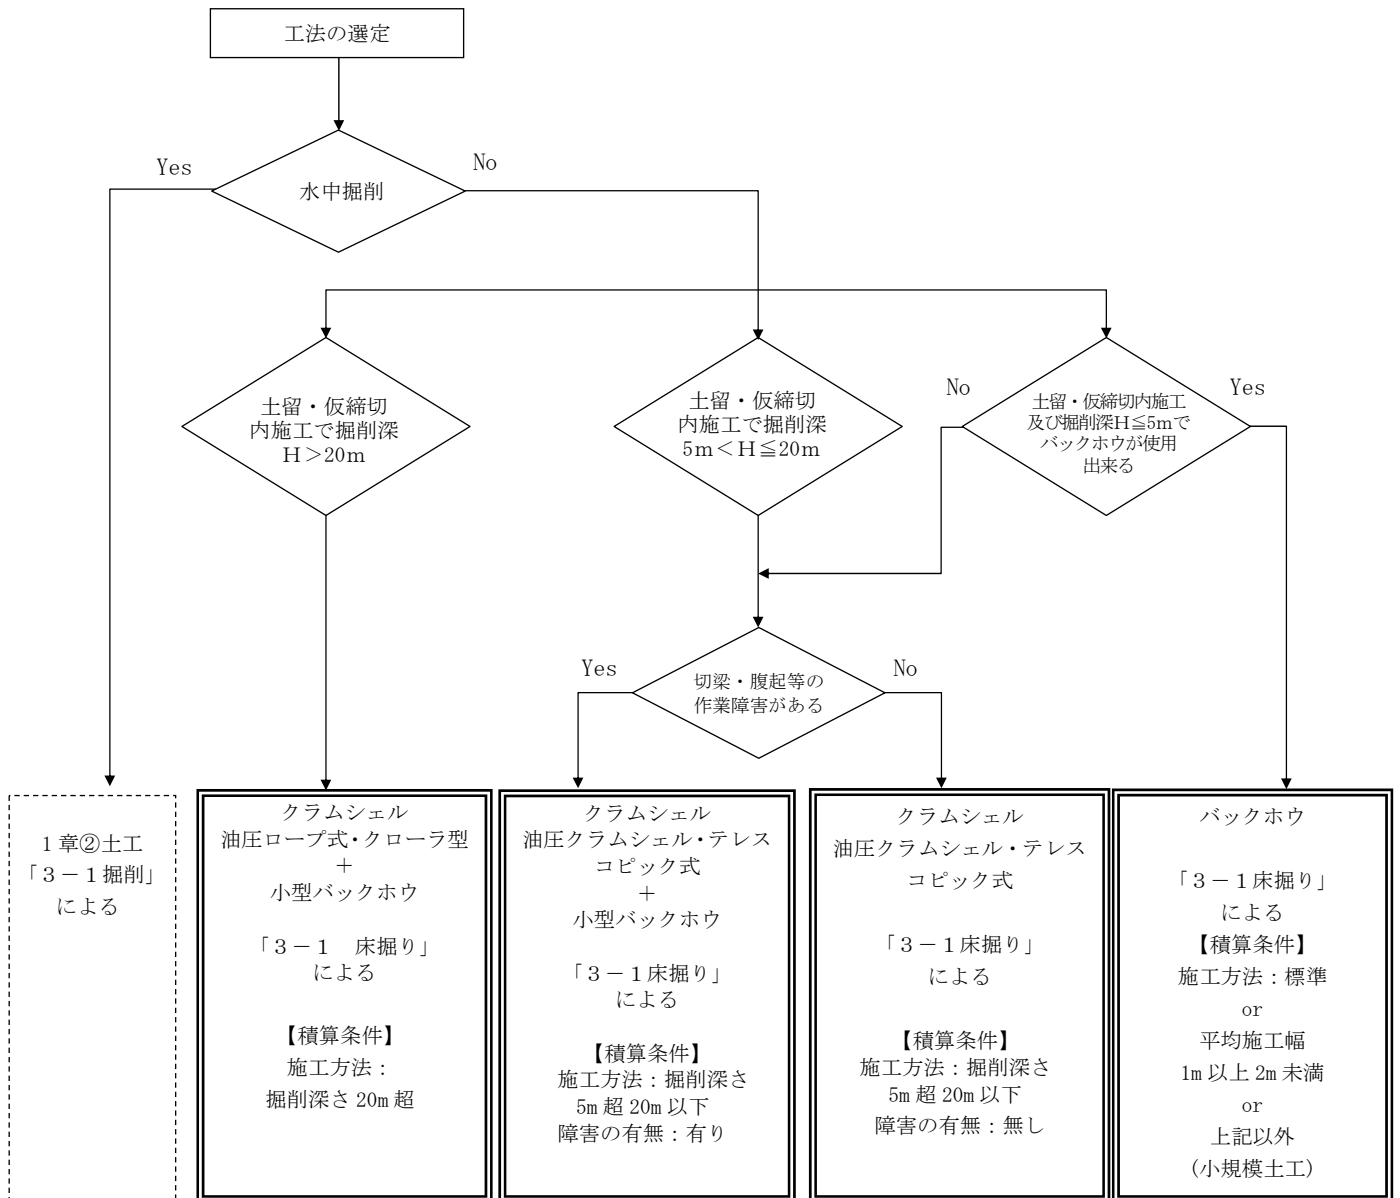 工法の選定
Yes
No
水中掘削
土留・仮締切
内施工で掘削深
H＞20m
土留・仮締切
内施工で掘削深
5m＜H≦20m
No
Yes
土留・仮締切内施工
及び掘削深H≦5mで
バックホウが使用
出来る
Yes
No
切梁・腹起等の
作業障害がある
1章②土工
「3－1掘削」
による
クラムシェル
油圧ロープ式・クローラ型
＋
小型バックホウ
「3－1　床掘り」
による
【積算条件】
施工方法：
掘削深さ 20m 超
クラムシェル
油圧クラムシェル・テレス
コピック式
＋
小型バックホウ
「3－1床掘り」
による
【積算条件】
施工方法：掘削深さ
5m 超 20m 以下
障害の有無：有り
クラムシェル
油圧クラムシェル・テレス
コピック式
「3－1床掘り」
による
【積算条件】
施工方法：掘削深さ
5m 超 20m 以下
障害の有無：無し
バックホウ
「3－1床掘り」
による
【積算条件】
施工方法：標準
or
平均施工幅
1m 以上 2m 未満
or
上記以外
(小規模土工)